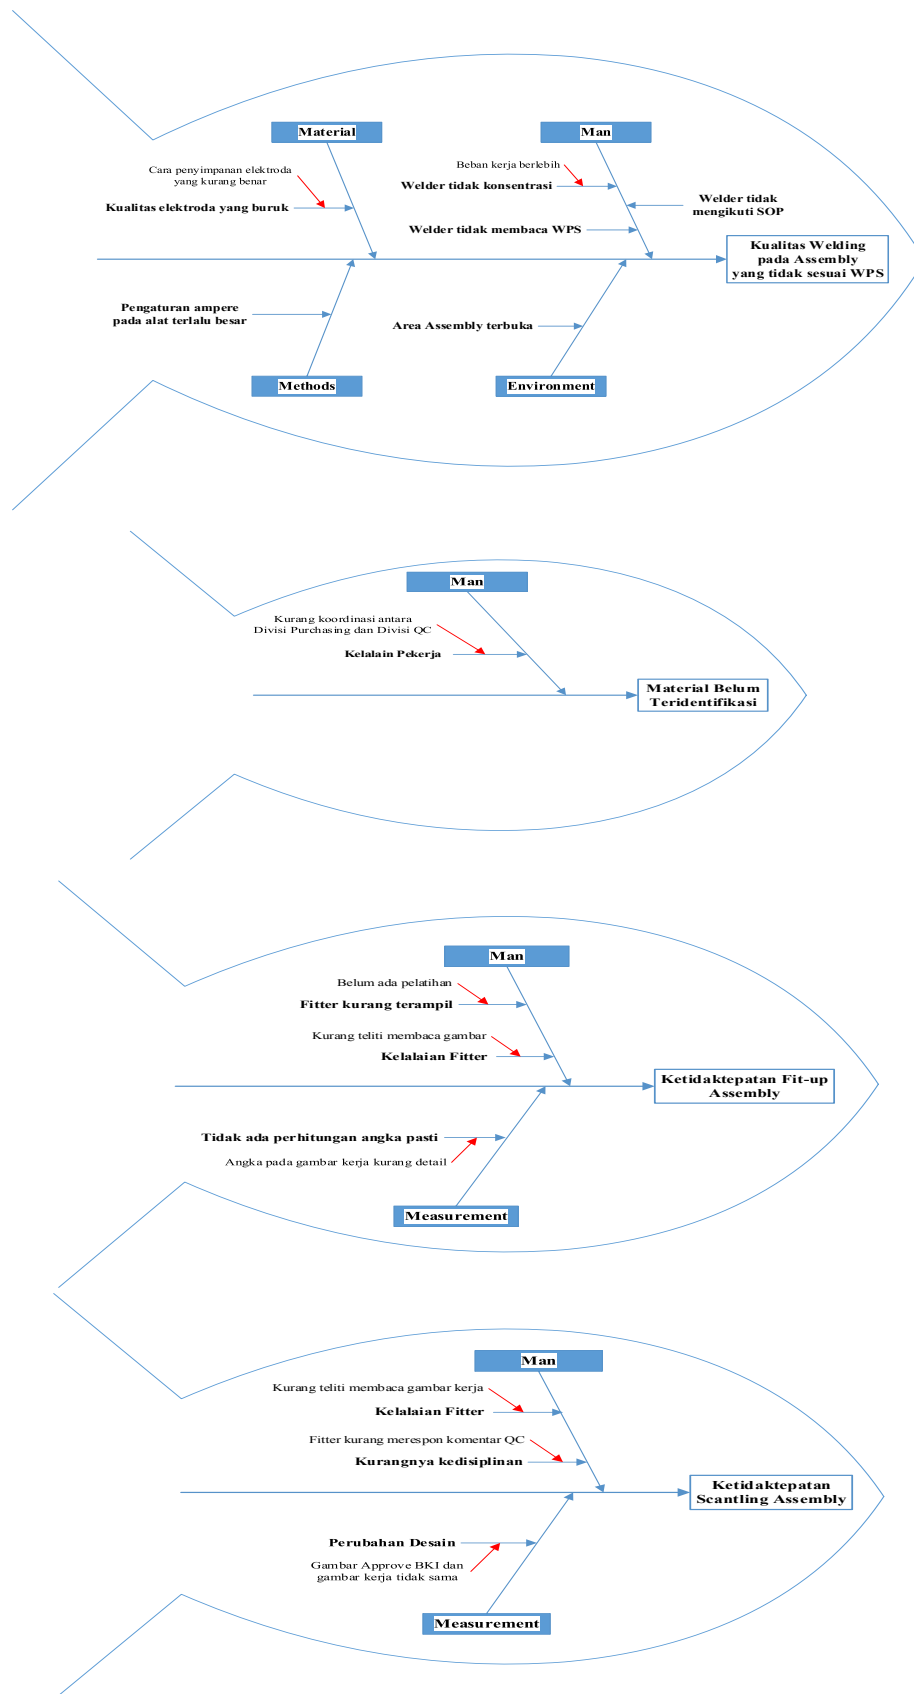 Material
Man
Cara penyimpanan elektroda
yang kurang benar
Kualitas elektroda yang buruk
Beban kerja berlebih
Welder tidak konsentrasi
Welder tidak
mengikuti SOP
Welder tidak membaca WPS
Kualitas Welding
pada Assembly
yang tidak sesuai WPS
Pengaturan ampere
pada alat terlalu besar
Area Assembly terbuka
Methods
Environment
Man
Kurang koordinasi antara
Divisi Purchasing dan Divisi QC
Kelalain Pekerja
Material Belum
Teridentifikasi
Man
Belum ada pelatihan
Fitter kurang terampil
Kurang teliti membaca gambar
Kelalaian Fitter
Ketidaktepatan Fit-up
Assembly
Tidak ada perhitungan angka pasti
Angka pada gambar kerja kurang detail
Measurement
Man
Kurang teliti membaca gambar kerja
Kelalaian Fitter
Fitter kurang merespon komentar QC
Kurangnya kedisiplinan
Ketidaktepatan
Scantling Assembly
Perubahan Desain
Gambar Approve BKI dan
gambar kerja tidak sama
Measurement